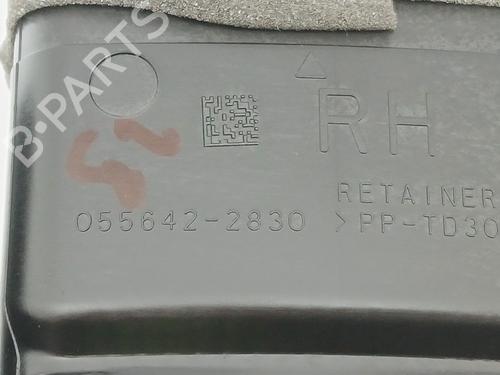 B-PARTS
RH
RETAINER
055642-2830 >PP-TD30